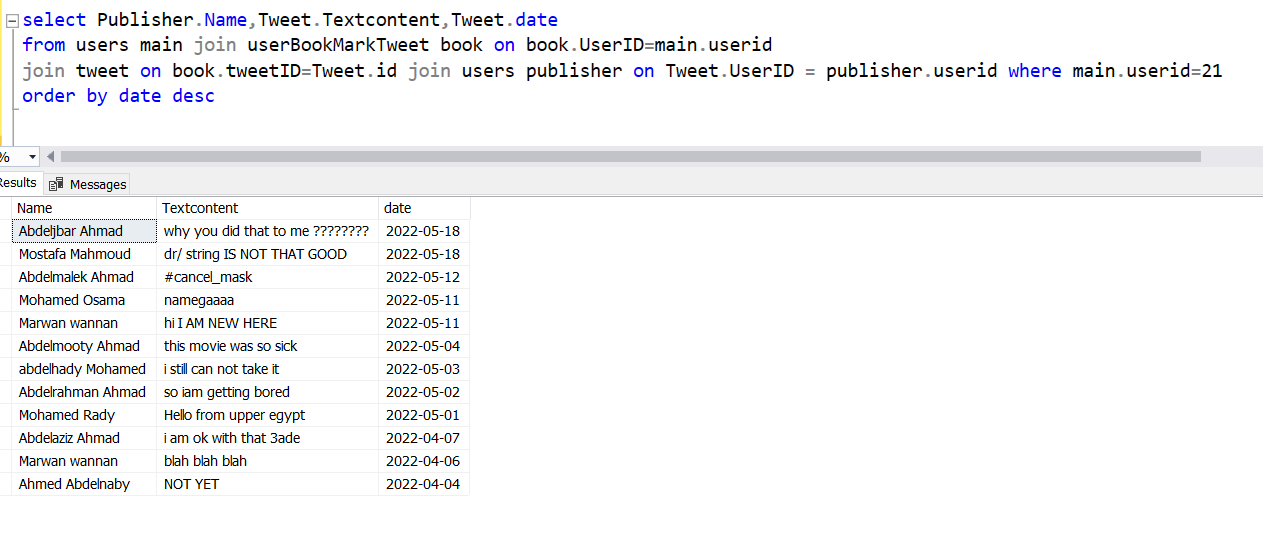 select Publisher.Name,Tweet.Textcontent,Tweet.date
from users main join userBookMarkTweet book on book.UserID=main.userid
join tweet on book.tweetID=Tweet.id join users publisher on Tweet.UserID = publisher.userid where main.userid=21
order by date desc
%
Results Messages
Name Textcontent date
Abdeljbar Ahmad why you did that to me ???????? 2022-05-18
Mostafa Mahmoud dr/ string IS NOT THAT GOOD 2022-05-18
Abdelmalek Ahmad #cancel_mask 2022-05-12
Mohamed Osama namegaaaa 2022-05-11
Marwan wannan hi I AM NEW HERE 2022-05-11
Abdelmooty Ahmad this movie was so sick 2022-05-04
abdelhady Mohamed i still can not take it 2022-05-03
Abdelrahman Ahmad so iam getting bored 2022-05-02
Mohamed Rady Hello from upper egypt 2022-05-01
Abdelaziz Ahmad i am ok with that 3ade 2022-04-07
Marwan wannan blah blah blah 2022-04-06
Ahmed Abdelnaby NOT YET 2022-04-04